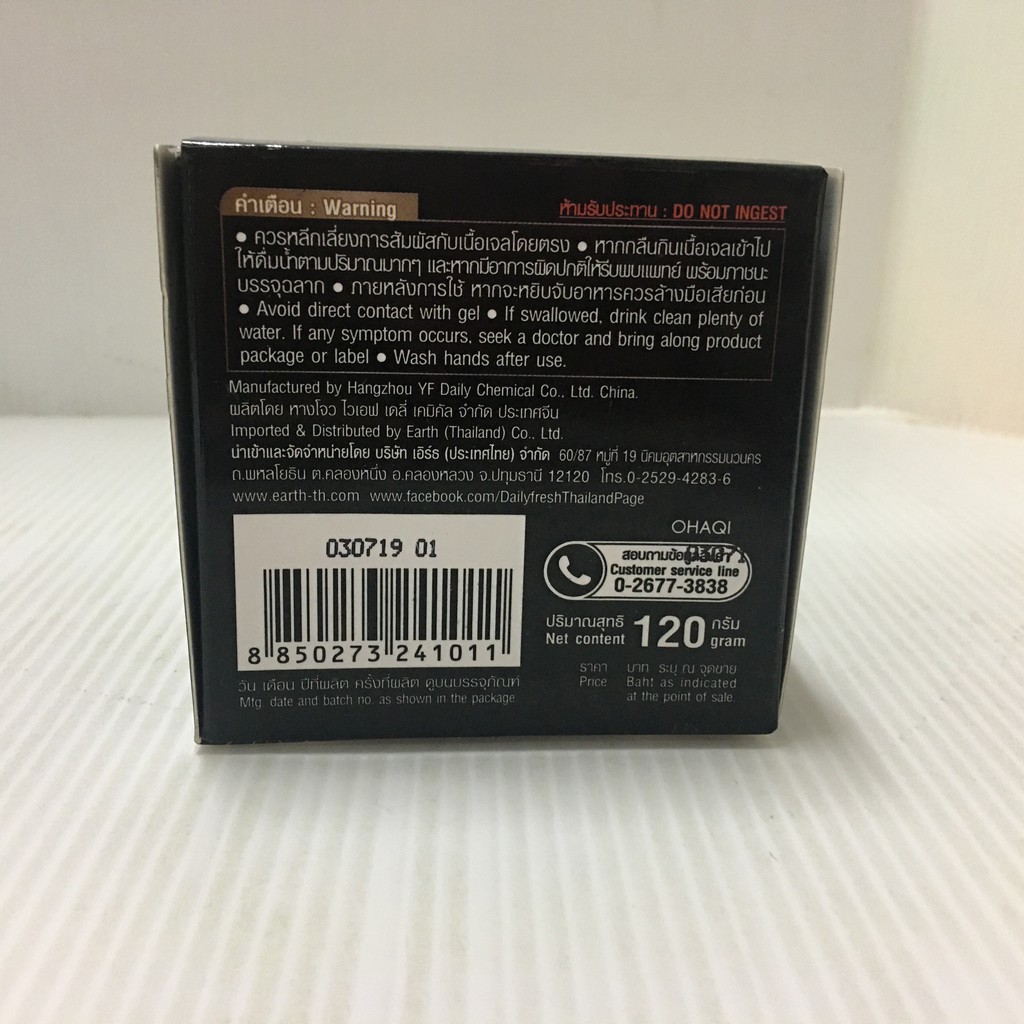 คำเตือน : Warning
ห้ามรับประทาน : DO NOT INGEST
● ควรหลีกเลี่ยงการสัมผัสกับเนื้อเจลโดยตรง ● หากกลืนกินเนื้อเจลเข้าไป
ให้ดื่มน้ำตามปริมาณมากๆ และหากมีอาการผิดปกติให้รีบพบแพทย์ พร้อมภาชนะ
บรรจุฉลาก ● ภายหลังการใช้ หากจะหยิบจับอาหารควรล้างมือเสียก่อน
● Avoid direct contact with gel ● If swallowed, drink clean plenty of
water. If any symptom occurs, seek a doctor and bring along product
package or label ● Wash hands after use.
Manufactured by Hangzhou YF Daily Chemical Co., Ltd. China.
ผลิตโดย หางโจว ไวเอฟ เดลี่ เคมิคัล จำกัด ประเทศจีน
Imported & Distributed by Earth (Thailand) Co., Ltd.
นำเข้าและจัดจำหน่ายโดย บริษัท เอิร์ธ (ประเทศไทย) จำกัด 60/87 หมู่ที่ 19 นิคมอุตสาหกรรมนวนคร
ถ.พหลโยธิน ต.คลองหนึ่ง อ.คลองหลวง จ.ปทุมธานี 12120 โทร.0-2529-4283-6
www.earth-th.com www.facebook.com/DailyfreshThailandPage
OHAQI
030719 01
สอบถามข้อมูลสินค้า
Customer service line
0-2677-3838
ปริมาณสุทธิ 120 กรัม
Net content gram
8 850273 241011
ราคา บาท ระบุ ณ จุดขาย
Price Baht as indicated
at the point of sale.
วัน เดือน ปีที่ผลิต ครั้งที่ผลิต ดูบนบรรจุภัณฑ์
Mfg. date and batch no. as shown in the package